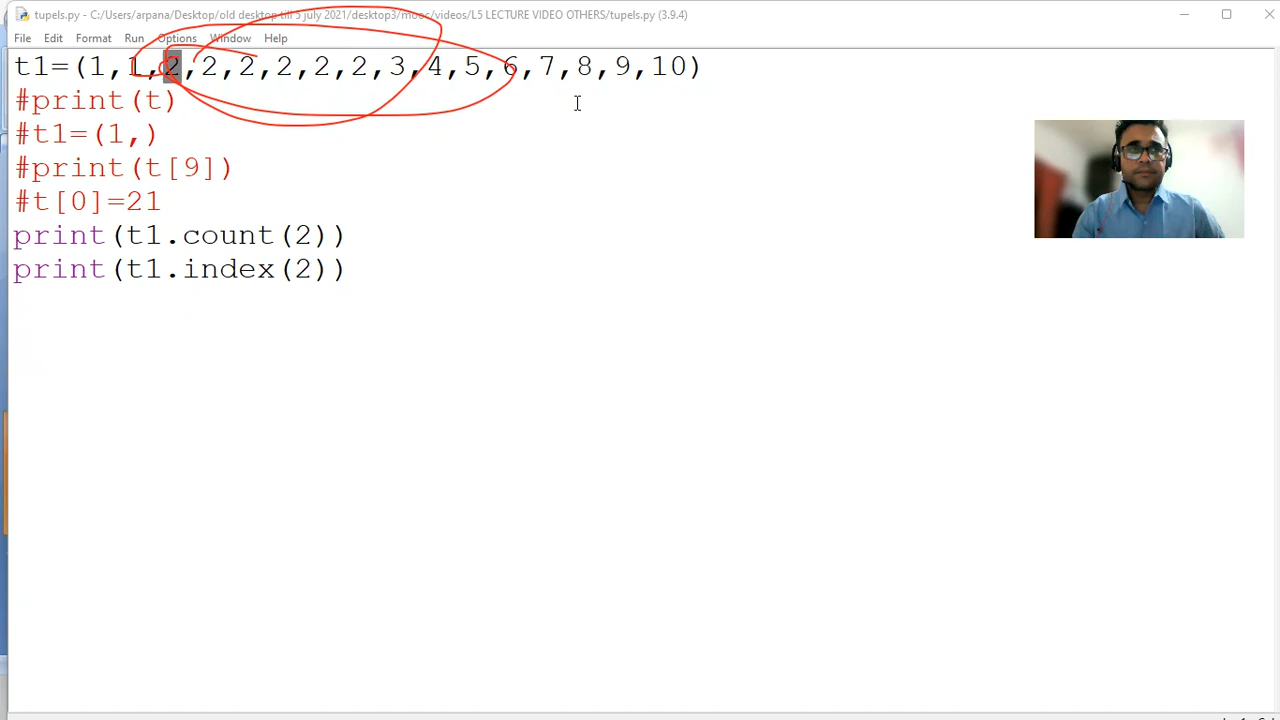 tupels.py - C:/Users/arpana/Desktop/old desktop till 5 july 2021/desktop3/mooc/videos/L5 LECTURE VIDEO OTHERS/tupels.py (3.9.4)
File Edit Format Run Options Window Help
t1=(1,1,2,2,2,2,2,2,3,4,5,6,7,8,9,10)
#print(t)
#t1=(1,)
#print(t[9])
#t[0]=21
print(t1.count(2))
print(t1.index(2))